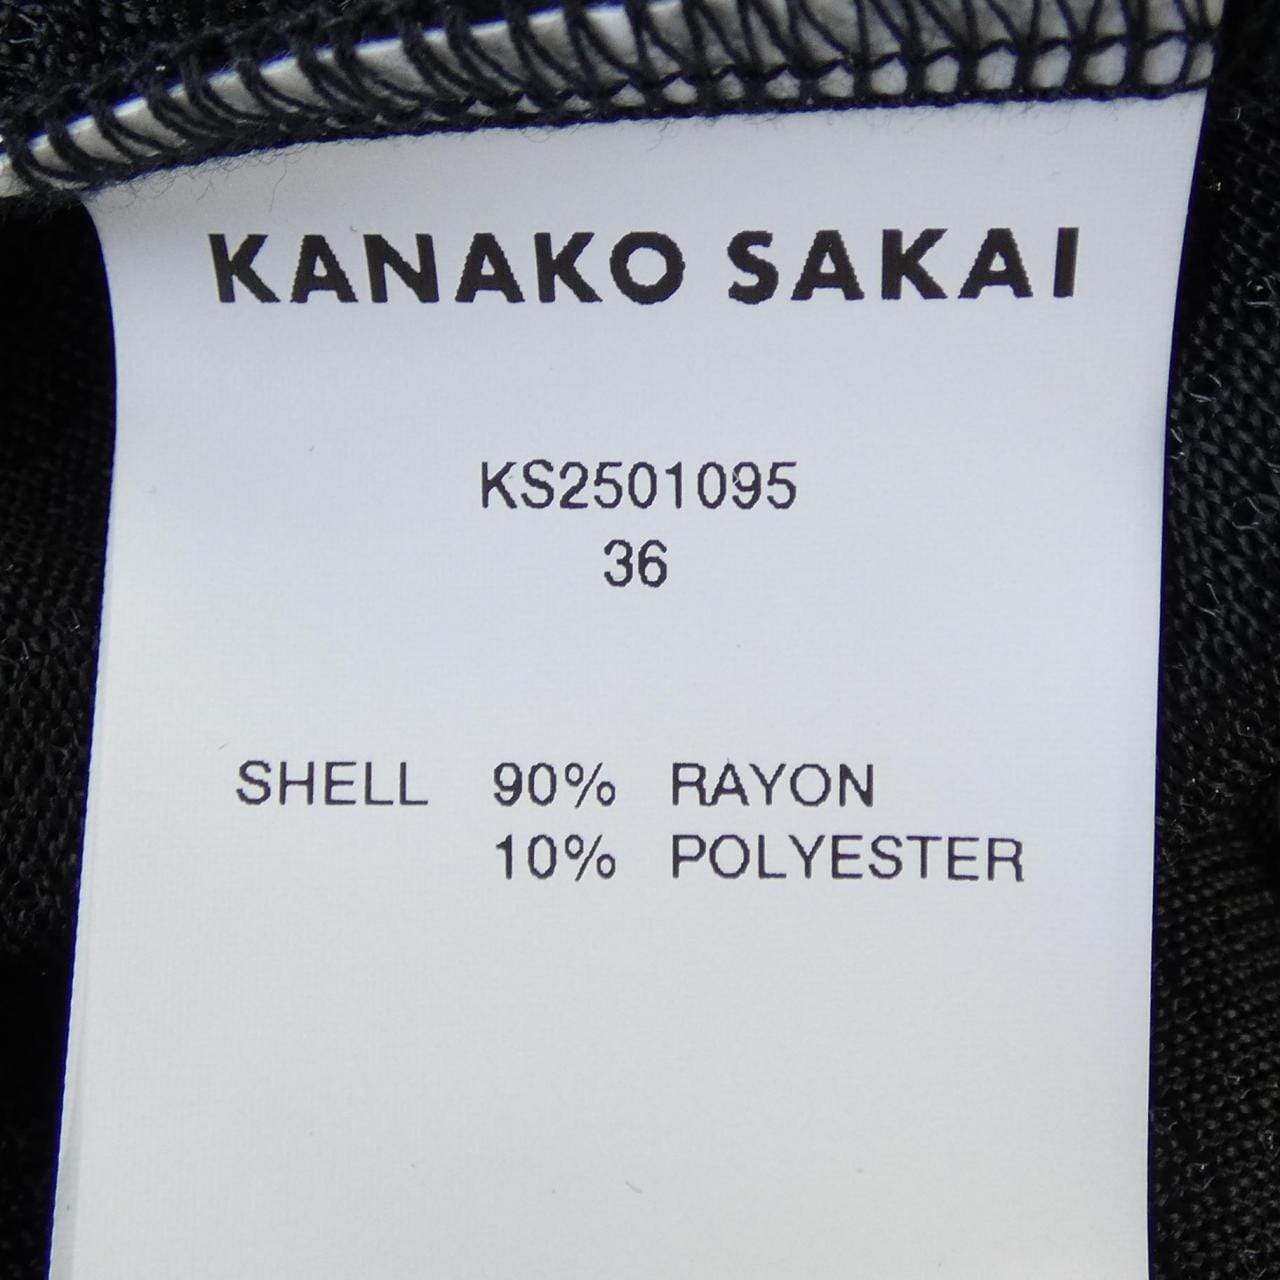 KANAKO SAKAI
KS2501095
36
SHELL 90% RAYON
10% POLYESTER